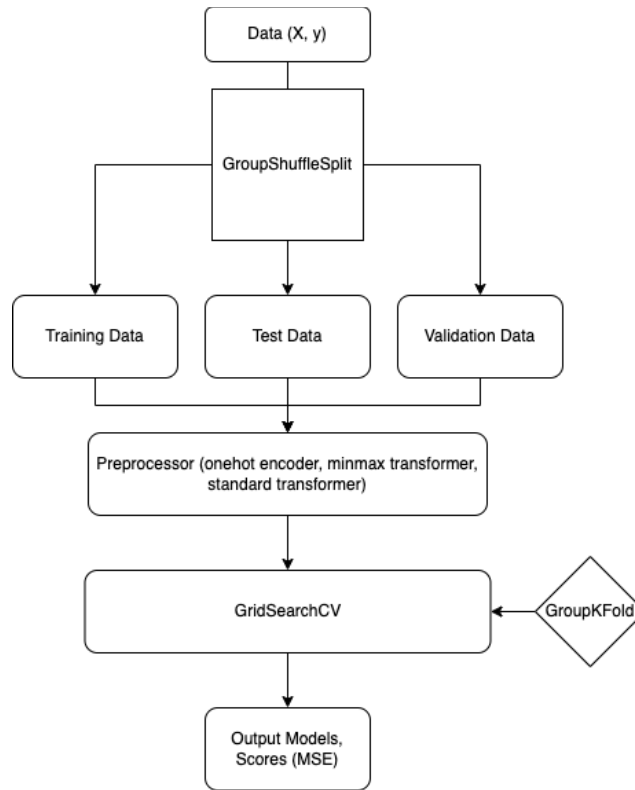 Data (X, y)
GroupShuffleSplit
Training Data
Test Data
Validation Data
Preprocessor (onehot encoder, minmax transformer,
standard transformer)
GridSearchCV
GroupKFold
Output Models,
Scores (MSE)